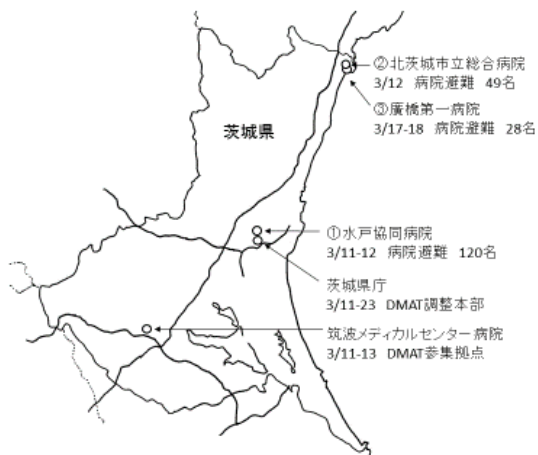 ②北茨城市立総合病院
3/12 病院避難 49名
③廣橋第一病院
3/17-18 病院避難 28名
茨城県
①水戸協同病院
3/11-12 病院避難 120名
茨城県庁
3/11-23 DMAT調整本部
筑波メディカルセンター病院
3/11-13 DMAT参集拠点